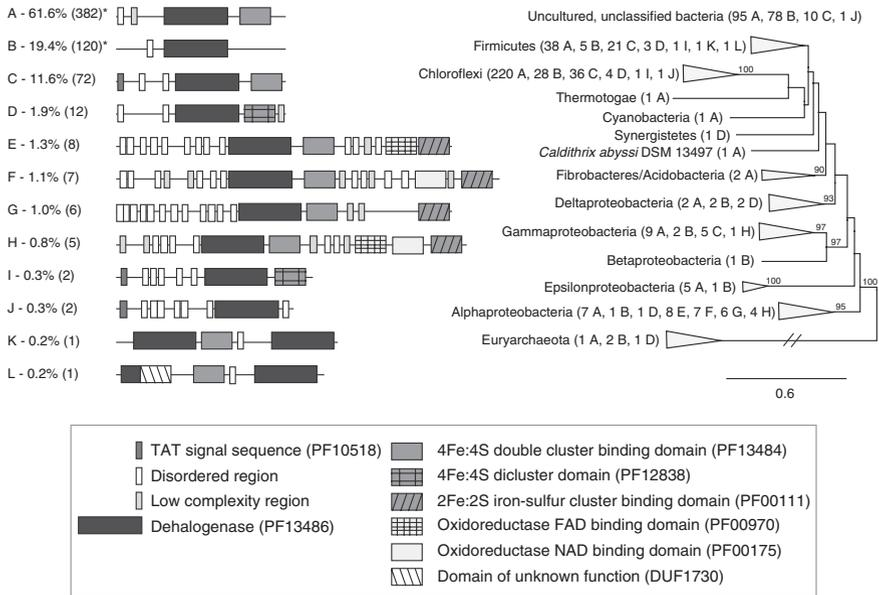 A - 61.6% (382)*
B - 19.4% (120)*
C - 11.6% (72)
D - 1.9% (12)
E - 1.3% (8)
F - 1.1% (7)
G - 1.0% (6)
H - 0.8% (5)
I - 0.3% (2)
J - 0.3% (2)
K - 0.2% (1)
L - 0.2% (1)
Uncultured, unclassified bacteria (95 A, 78 B, 10 C, 1 J)
Firmicutes (38 A, 5 B, 21 C, 3 D, 1 I, 1 K, 1 L)
Chloroflexi (220 A, 28 B, 36 C, 4 D, 1 I, 1 J)
100
Thermotogae (1 A)
Cyanobacteria (1 A)
Synergistetes (1 D)
Caldithrix abyssi DSM 13497 (1 A)
Fibrobacteres/Acidobacteria (2 A)
90
Deltaproteobacteria (2 A, 2 B, 2 D)
93
Gammaproteobacteria (9 A, 2 B, 5 C, 1 H)
97
97
Betaproteobacteria (1 B)
Epsilonproteobacteria (5 A, 1 B)
100
100
Alphaproteobacteria (7 A, 1 B, 1 D, 8 E, 7 F, 6 G, 4 H)
95
Euryarchaeota (1 A, 2 B, 1 D)
0.6
TAT signal sequence (PF10518)
Disordered region
Low complexity region
Dehalogenase (PF13486)
4Fe:4S double cluster binding domain (PF13484)
4Fe:4S dicluster domain (PF12838)
2Fe:2S iron-sulfur cluster binding domain (PF00111)
Oxidoreductase FAD binding domain (PF00970)
Oxidoreductase NAD binding domain (PF00175)
Domain of unknown function (DUF1730)